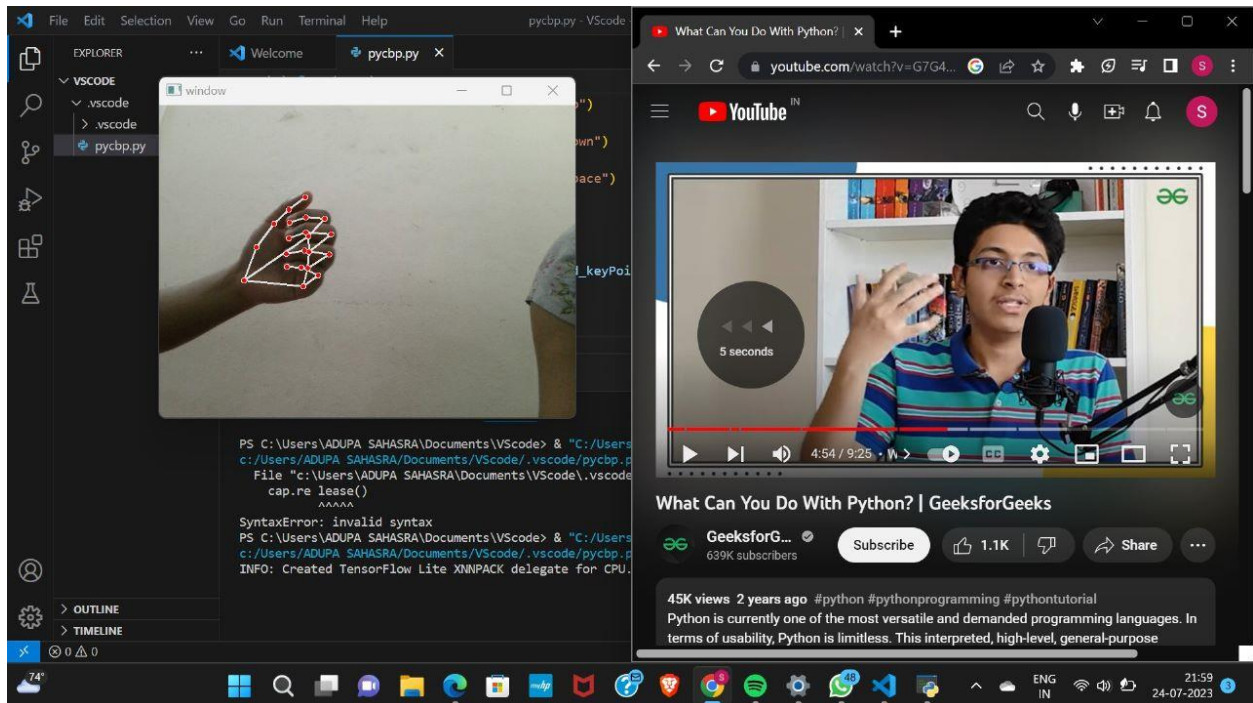 File Edit Selection View Go Run Terminal Help pycbp.py - VScode -
EXPLORER
Welcome
pycbp.py
VSCODE
.vscode
.vscode
pycbp.py
window
")
own")
pace")
d_keyPoi
PS C:\Users\ADUPA SAHASRA\Documents\VScode> & "C:/Users
c:/Users/ADUPA SAHASRA/Documents/VScode/.vscode/pycbp.p
File "c:\Users\ADUPA SAHASRA\Documents\VScode\.vscode
cap.re lease()
^^^^^
SyntaxError: invalid syntax
PS C:\Users\ADUPA SAHASRA\Documents\VScode> & "C:/Users
c:/Users/ADUPA SAHASRA/Documents/VScode/.vscode/pycbp.p
INFO: Created TensorFlow Lite XNNPACK delegate for CPU.
OUTLINE
TIMELINE
0 0
What Can You Do With Python? |
youtube.com/watch?v=G7G4...
S
YouTube IN
S
5 seconds
4:54 / 9:25 • W
CC
What Can You Do With Python? | GeeksforGeeks
GeeksforG...
639K subscribers
Subscribe
1.1K
Share
45K views 2 years ago #python #pythonprogramming #pythontutorial
Python is currently one of the most versatile and demanded programming languages. In
terms of usability, Python is limitless. This interpreted, high-level, general-purpose
74°
hp
48
ENG
IN
21:59
24-07-2023
3